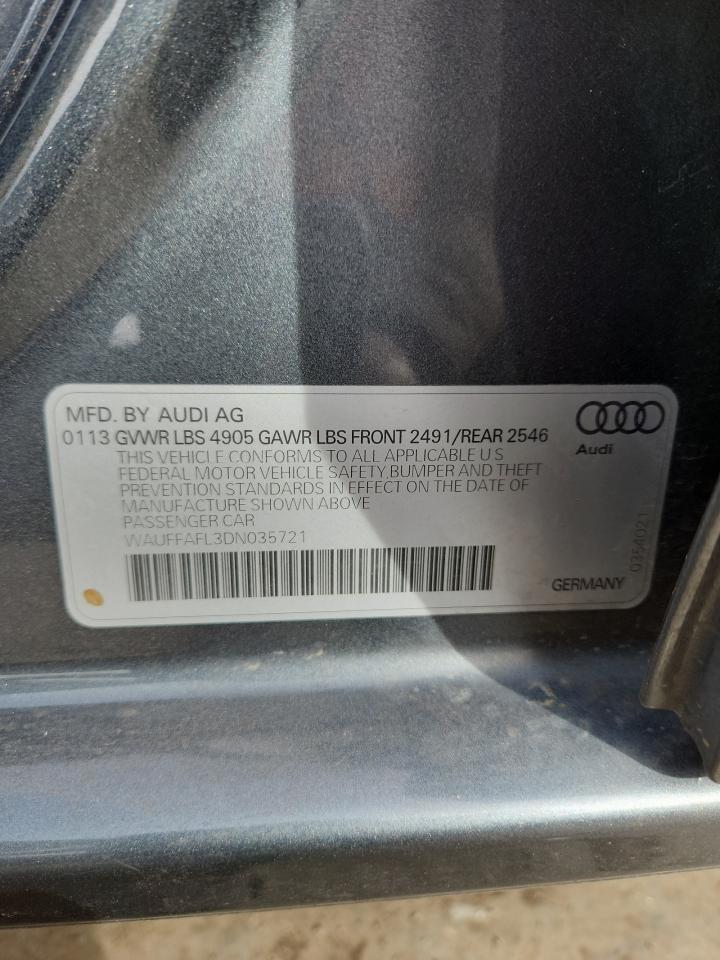 MFD. BY AUDI AG
0113 GVWR LBS 4905 GAWR LBS FRONT 2491/REAR 2546
THIS VEHICLE CONFORMS TO ALL APPLICABLE U S
FEDERAL MOTOR VEHICLE SAFETY,BUMPER AND THEFT
PREVENTION STANDARDS IN EFFECT ON THE DATE OF
MANUFACTURE SHOWN ABOVE
PASSENGER CAR
WAUFFAFL3DN035721
Audi
0354021
GERMANY